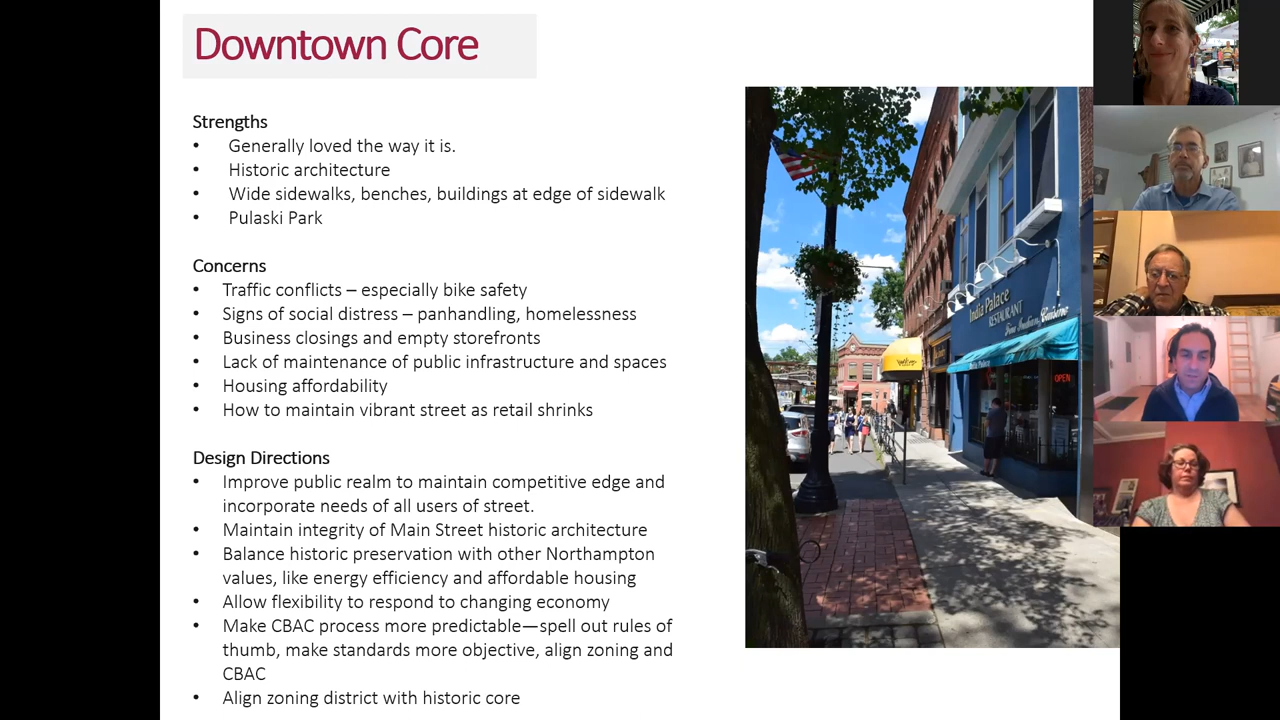 Downtown Core
Strengths
• Generally loved the way it is.
• Historic architecture
• Wide sidewalks, benches, buildings at edge of sidewalk
• Pulaski Park
Concerns
• Traffic conflicts – especially bike safety
• Signs of social distress – panhandling, homelessness
• Business closings and empty storefronts
• Lack of maintenance of public infrastructure and spaces
• Housing affordability
• How to maintain vibrant street as retail shrinks
Design Directions
• Improve public realm to maintain competitive edge and
incorporate needs of all users of street.
• Maintain integrity of Main Street historic architecture
• Balance historic preservation with other Northampton
values, like energy efficiency and affordable housing
• Allow flexibility to respond to changing economy
• Make CBAC process more predictable—spell out rules of
thumb, make standards more objective, align zoning and
CBAC
• Align zoning district with historic core
India Palace
RESTAURANT
Fine Indian Cuisine
India Palace
OPEN